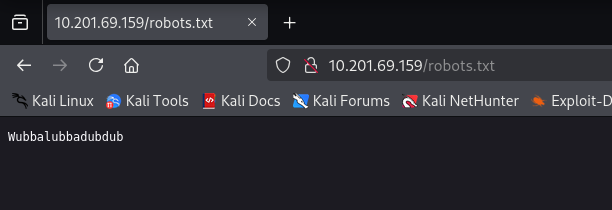 10.201.69.159/robots.txt
10.201.69.159/robots.txt
Kali Linux Kali Tools Kali Docs Kali Forums Kali NetHunter Exploit-D
Wubbalubbadubdub